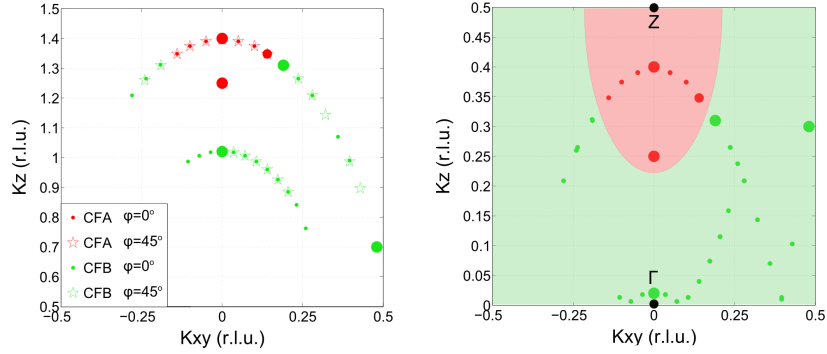 1.5
1.4
1.3
1.2
1.1
1
0.9
0.8
0.7
0.6
0.5
Kz (r.l.u.)
CFA φ=0°
CFA φ=45°
CFB φ=0°
CFB φ=45°
−0.5 −0.25 0 0.25 0.5
Kxy (r.l.u.)
0.5
0.45
0.4
0.35
0.3
0.25
0.2
0.15
0.1
0.05
0
Kz (r.l.u.)
Z
Γ
−0.5 −0.25 0 0.25 0.5
Kxy (r.l.u.)